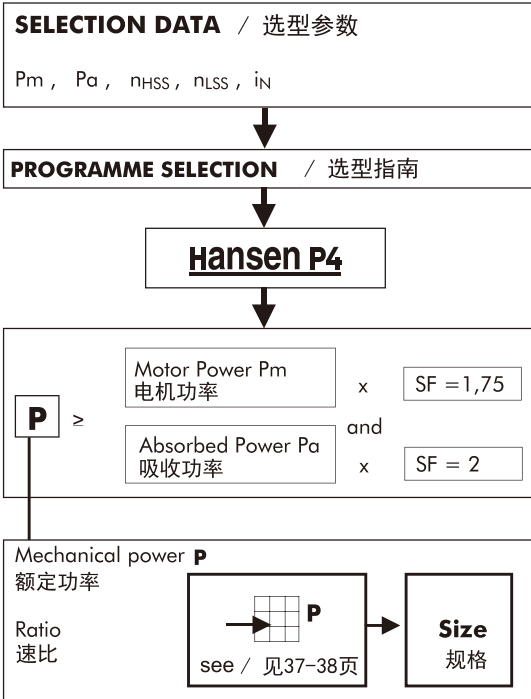 SELECTION DATA / 选型参数
Pm , Pa , nHSS , nLSS , iN
PROGRAMME SELECTION / 选型指南
Hansen P4
Motor Power Pm
电机功率
x SF =1,75
P ≥
and
Absorbed Power Pa
吸收功率
x SF = 2
Mechanical power P
额定功率
Ratio
速比
P
see / 见37-38页
Size
规格